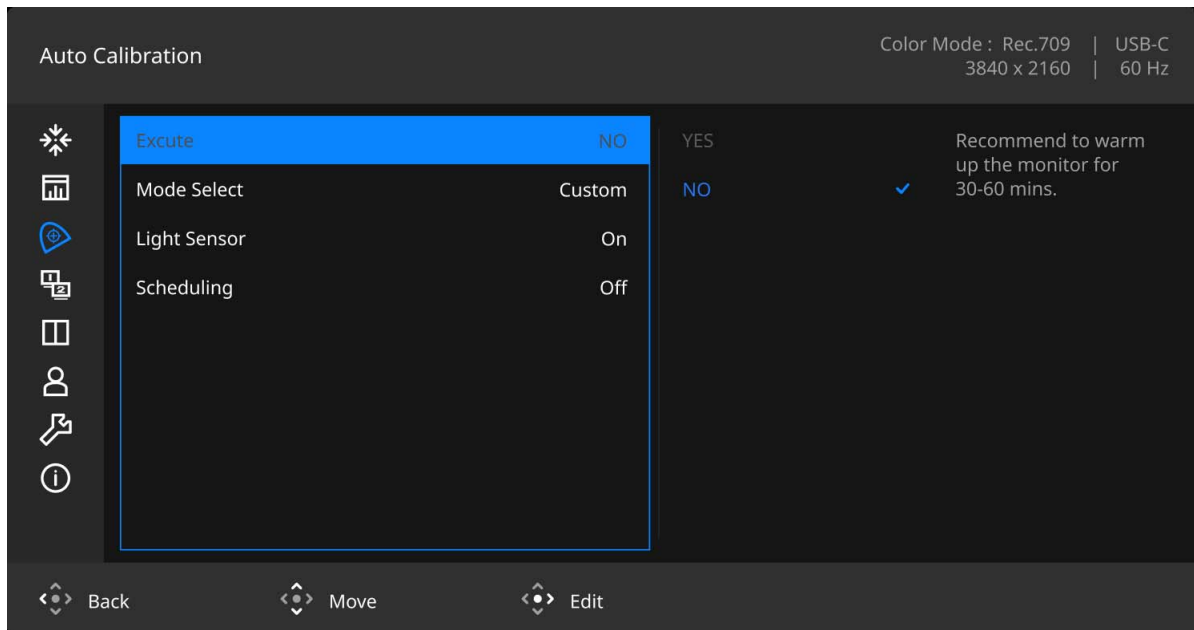 Auto Calibration
Color Mode : Rec.709 | USB-C
3840 x 2160 | 60 Hz
Excute NO
Mode Select Custom
Light Sensor On
Scheduling Off
YES
NO
Recommend to warm
up the monitor for
30-60 mins.
Back Move Edit